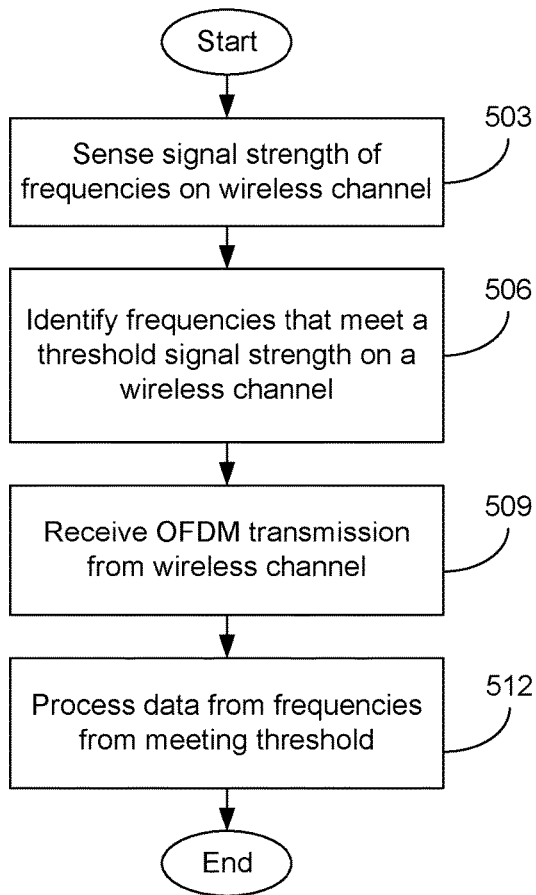 Start
503
Sense signal strength of
frequencies on wireless channel
506
Identify frequencies that meet a
threshold signal strength on a
wireless channel
509
Receive OFDM transmission
from wireless channel
512
Process data from frequencies
from meeting threshold
End